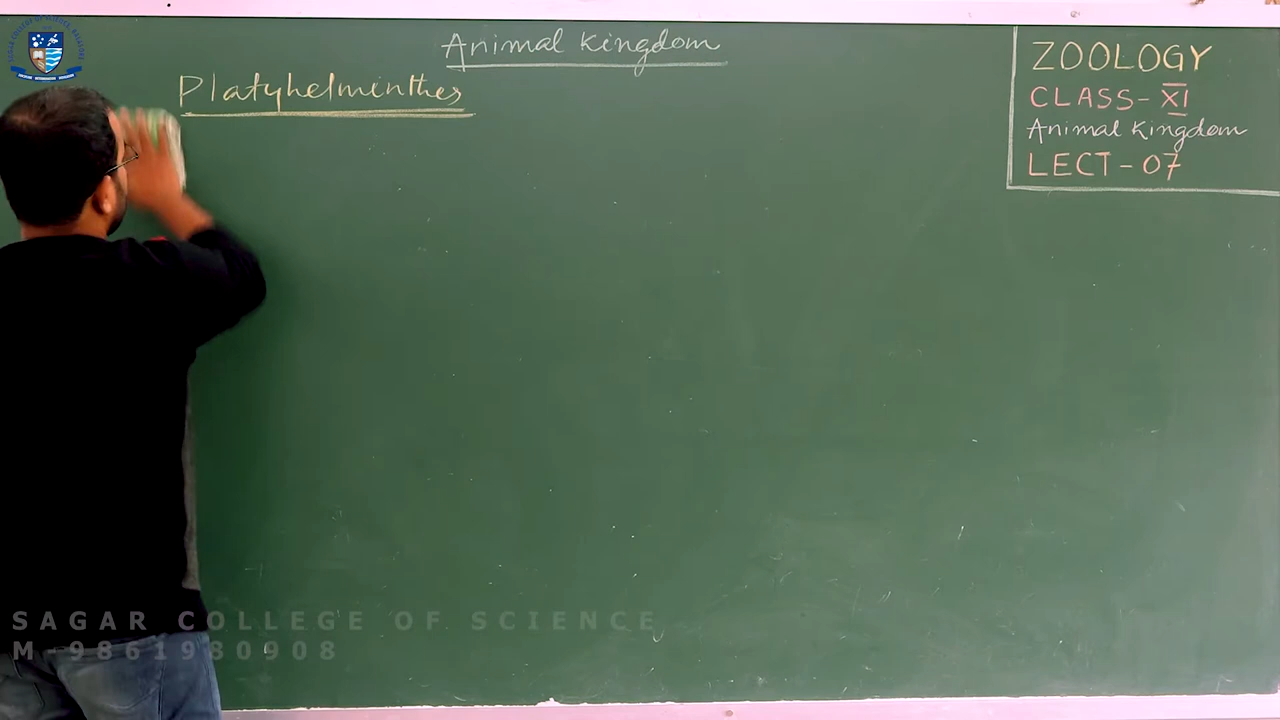 Animal Kingdom
Platyhelminthes
ZOOLOGY
CLASS - XI
Animal Kingdom
LECT - 07
SAGAR COLLEGE OF SCIENCE
M-9861980908